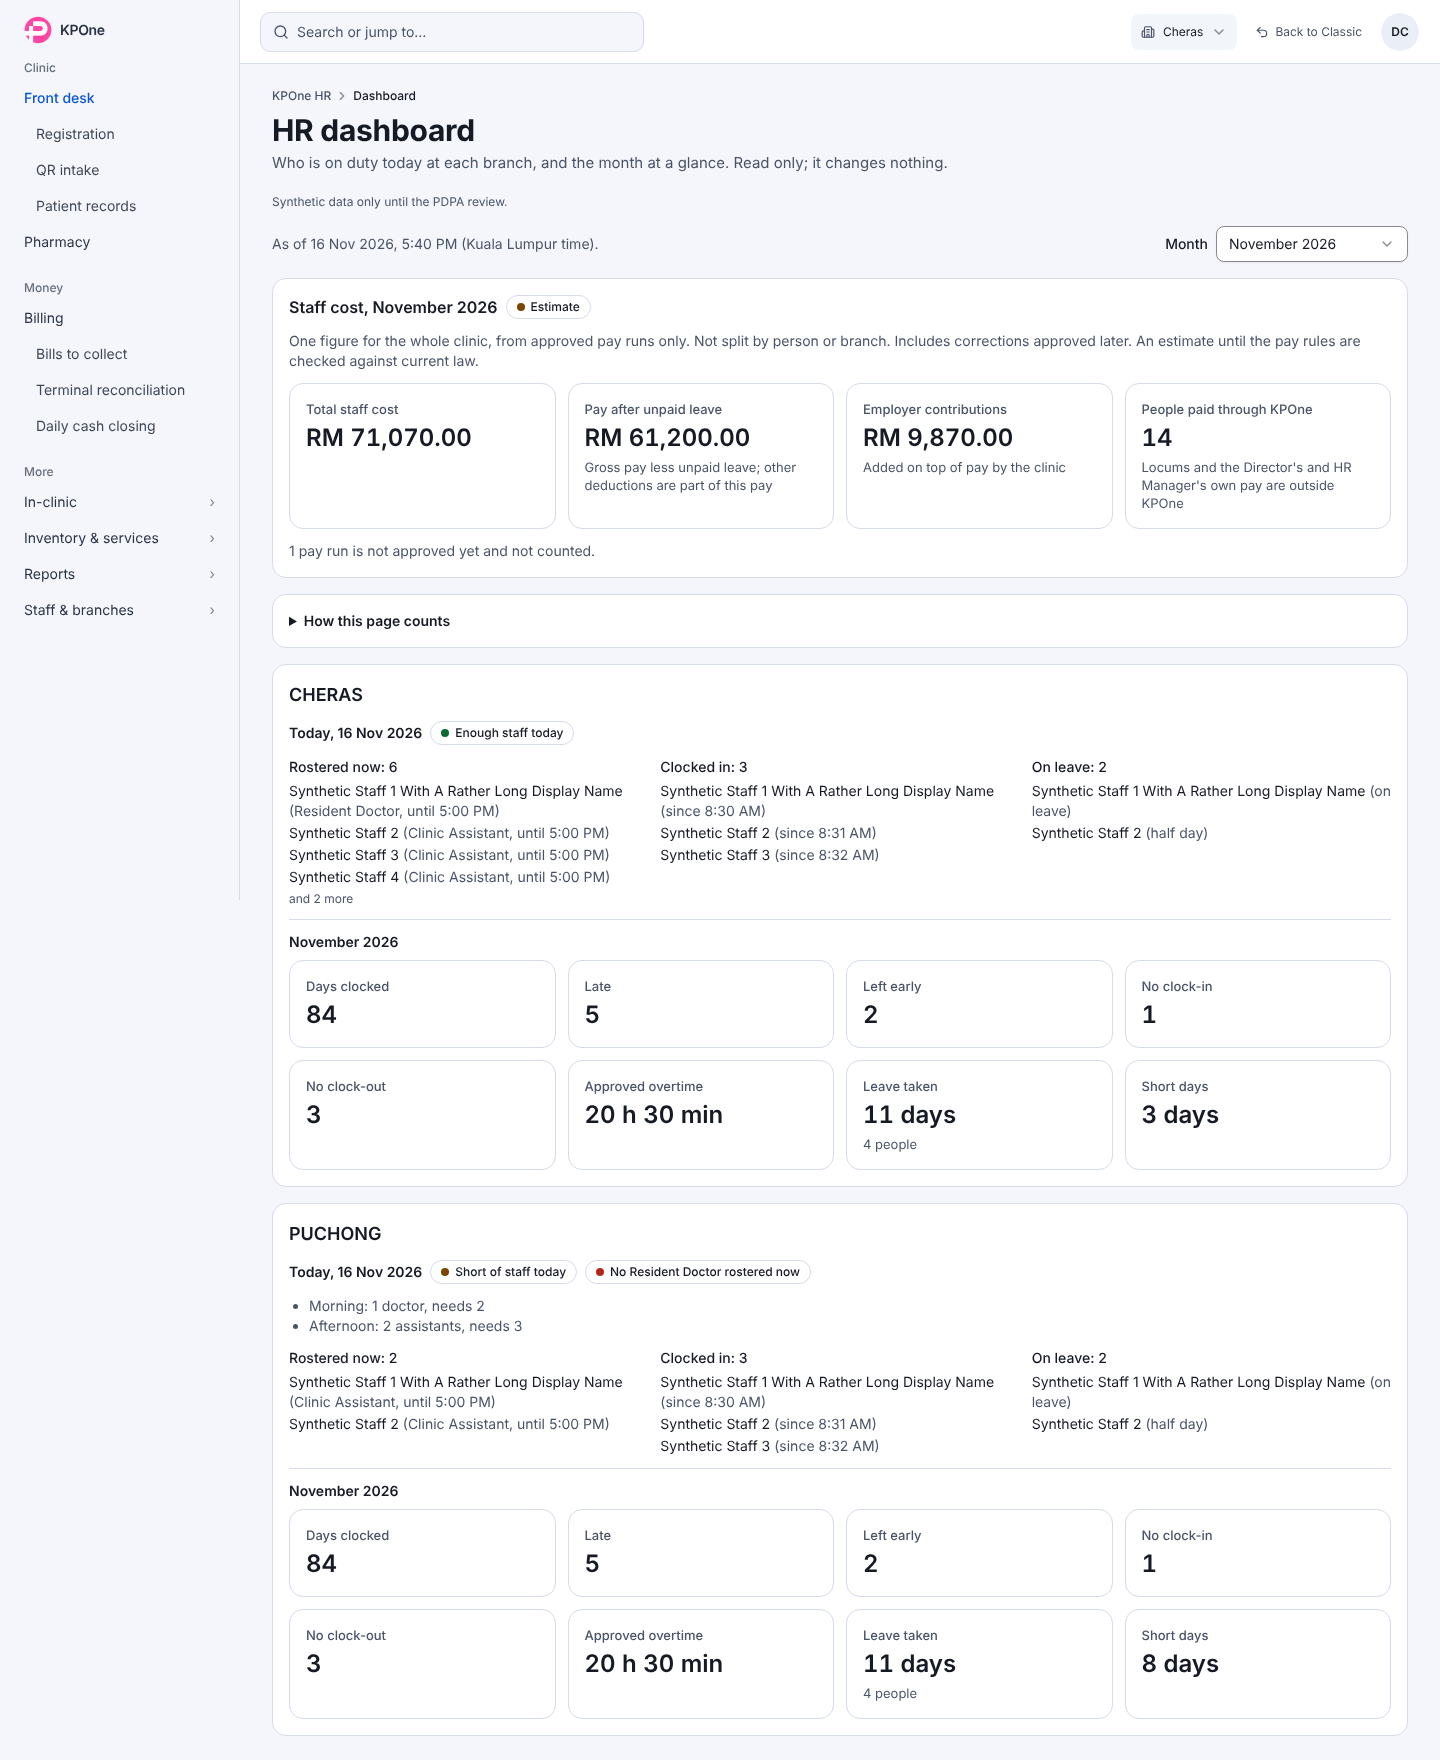 KPOne
Clinic
Front desk
Registration
QR intake
Patient records
Pharmacy
Money
Billing
Bills to collect
Terminal reconciliation
Daily cash closing
More
In-clinic
Inventory & services
Reports
Staff & branches
Search or jump to...
Cheras
Back to Classic
DC
KPOne HR > Dashboard
HR dashboard
Who is on duty today at each branch, and the month at a glance. Read only; it changes nothing.
Synthetic data only until the PDPA review.
As of 16 Nov 2026, 5:40 PM (Kuala Lumpur time).
Month
November 2026
Staff cost, November 2026
Estimate
One figure for the whole clinic, from approved pay runs only. Not split by person or branch. Includes corrections approved later. An estimate until the pay rules are
checked against current law.
Total staff cost
RM 71,070.00
Pay after unpaid leave
RM 61,200.00
Gross pay less unpaid leave; other
deductions are part of this pay
Employer contributions
RM 9,870.00
Added on top of pay by the clinic
People paid through KPOne
14
Locums and the Director's and HR
Manager's own pay are outside
KPOne
1 pay run is not approved yet and not counted.
How this page counts
CHERAS
Today, 16 Nov 2026
Enough staff today
Rostered now: 6
Synthetic Staff 1 With A Rather Long Display Name
(Resident Doctor, until 5:00 PM)
Synthetic Staff 2 (Clinic Assistant, until 5:00 PM)
Synthetic Staff 3 (Clinic Assistant, until 5:00 PM)
Synthetic Staff 4 (Clinic Assistant, until 5:00 PM)
and 2 more
Clocked in: 3
Synthetic Staff 1 With A Rather Long Display Name
(since 8:30 AM)
Synthetic Staff 2 (since 8:31 AM)
Synthetic Staff 3 (since 8:32 AM)
On leave: 2
Synthetic Staff 1 With A Rather Long Display Name (on
leave)
Synthetic Staff 2 (half day)
November 2026
Days clocked
84
Late
5
Left early
2
No clock-in
1
No clock-out
3
Approved overtime
20 h 30 min
Leave taken
11 days
4 people
Short days
3 days
PUCHONG
Today, 16 Nov 2026
Short of staff today
No Resident Doctor rostered now
• Morning: 1 doctor, needs 2
• Afternoon: 2 assistants, needs 3
Rostered now: 2
Synthetic Staff 1 With A Rather Long Display Name
(Clinic Assistant, until 5:00 PM)
Synthetic Staff 2 (Clinic Assistant, until 5:00 PM)
Clocked in: 3
Synthetic Staff 1 With A Rather Long Display Name
(since 8:30 AM)
Synthetic Staff 2 (since 8:31 AM)
Synthetic Staff 3 (since 8:32 AM)
On leave: 2
Synthetic Staff 1 With A Rather Long Display Name (on
leave)
Synthetic Staff 2 (half day)
November 2026
Days clocked
84
Late
5
Left early
2
No clock-in
1
No clock-out
3
Approved overtime
20 h 30 min
Leave taken
11 days
4 people
Short days
8 days